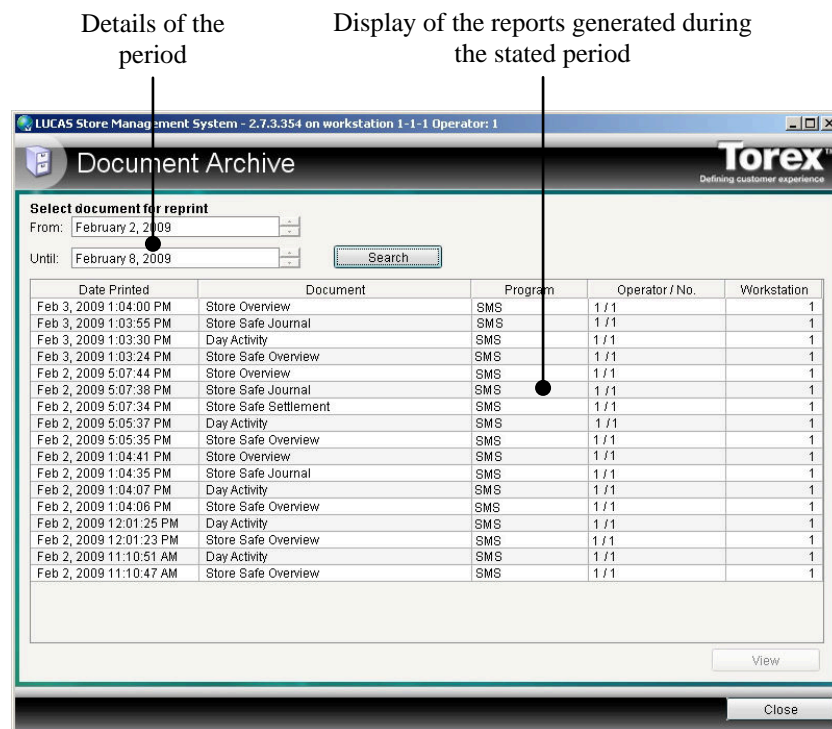 Details of the period
Display of the reports generated during the stated period
LUCAS Store Management System - 2.7.3.354 on workstation 1-1-1 Operator: 1
Document Archive
Torex™
Defining customer experience
Select document for reprint
From: February 2, 2009
Until: February 8, 2009 Search
Date Printed Document Program Operator / No. Workstation
Feb 3, 2009 1:04:00 PM Store Overview SMS 1 / 1 1
Feb 3, 2009 1:03:55 PM Store Safe Journal SMS 1 / 1 1
Feb 3, 2009 1:03:30 PM Day Activity SMS 1 / 1 1
Feb 3, 2009 1:03:24 PM Store Safe Overview SMS 1 / 1 1
Feb 2, 2009 5:07:44 PM Store Overview SMS 1 / 1 1
Feb 2, 2009 5:07:38 PM Store Safe Journal SMS 1 / 1 1
Feb 2, 2009 5:07:34 PM Store Safe Settlement SMS 1 / 1 1
Feb 2, 2009 5:05:37 PM Day Activity SMS 1 / 1 1
Feb 2, 2009 5:05:35 PM Store Safe Overview SMS 1 / 1 1
Feb 2, 2009 1:04:41 PM Store Overview SMS 1 / 1 1
Feb 2, 2009 1:04:35 PM Store Safe Journal SMS 1 / 1 1
Feb 2, 2009 1:04:07 PM Day Activity SMS 1 / 1 1
Feb 2, 2009 1:04:06 PM Store Safe Overview SMS 1 / 1 1
Feb 2, 2009 12:01:25 PM Day Activity SMS 1 / 1 1
Feb 2, 2009 12:01:23 PM Store Safe Overview SMS 1 / 1 1
Feb 2, 2009 11:10:51 AM Day Activity SMS 1 / 1 1
Feb 2, 2009 11:10:47 AM Store Safe Overview SMS 1 / 1 1
View
Close